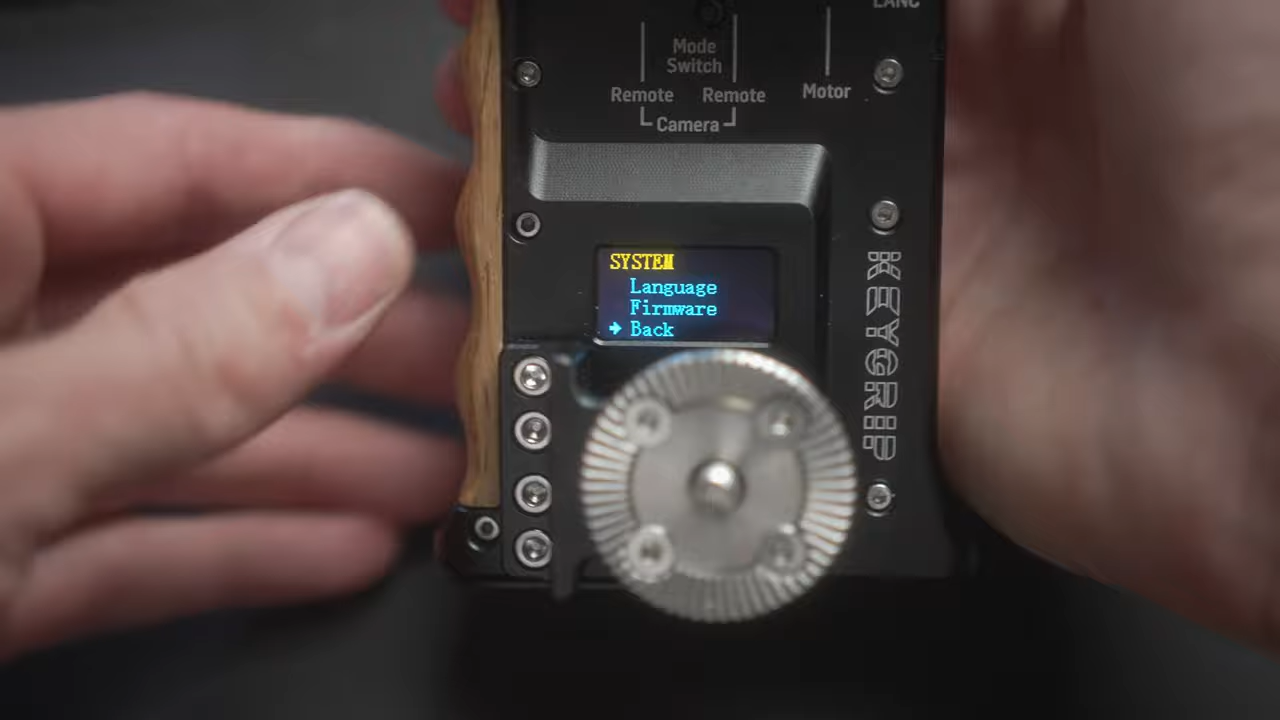 LANC
Mode
Switch
Remote
Remote
Motor
Camera
SYSTEM
Language
Firmware
Back
KEYGRIP